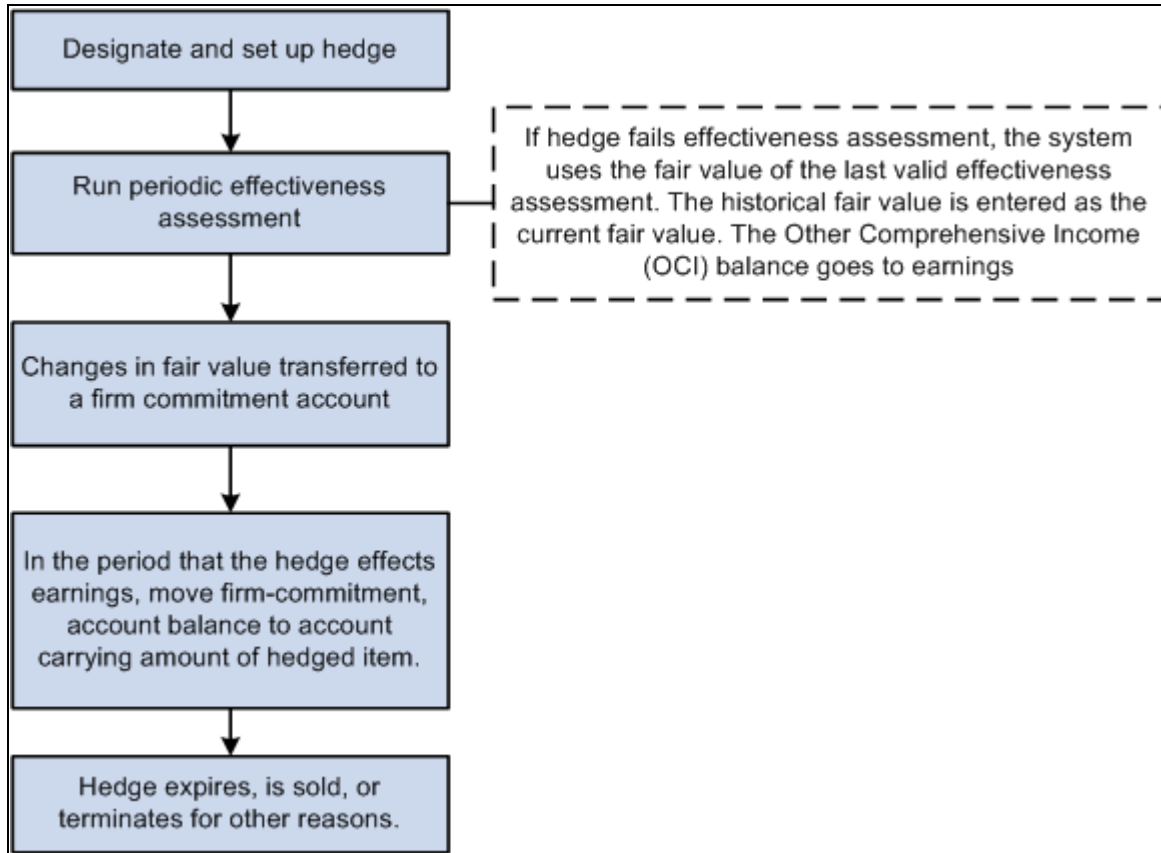 Designate and set up hedge
Run periodic effectiveness
assessment
If hedge fails effectiveness assessment, the system
uses the fair value of the last valid effectiveness
assessment. The historical fair value is entered as the
current fair value. The Other Comprehensive Income
(OCI) balance goes to earnings
Changes in fair value transferred to
a firm commitment account
In the period that the hedge effects
earnings, move firm-commitment,
account balance to account
carrying amount of hedged item.
Hedge expires, is sold, or
terminates for other reasons.